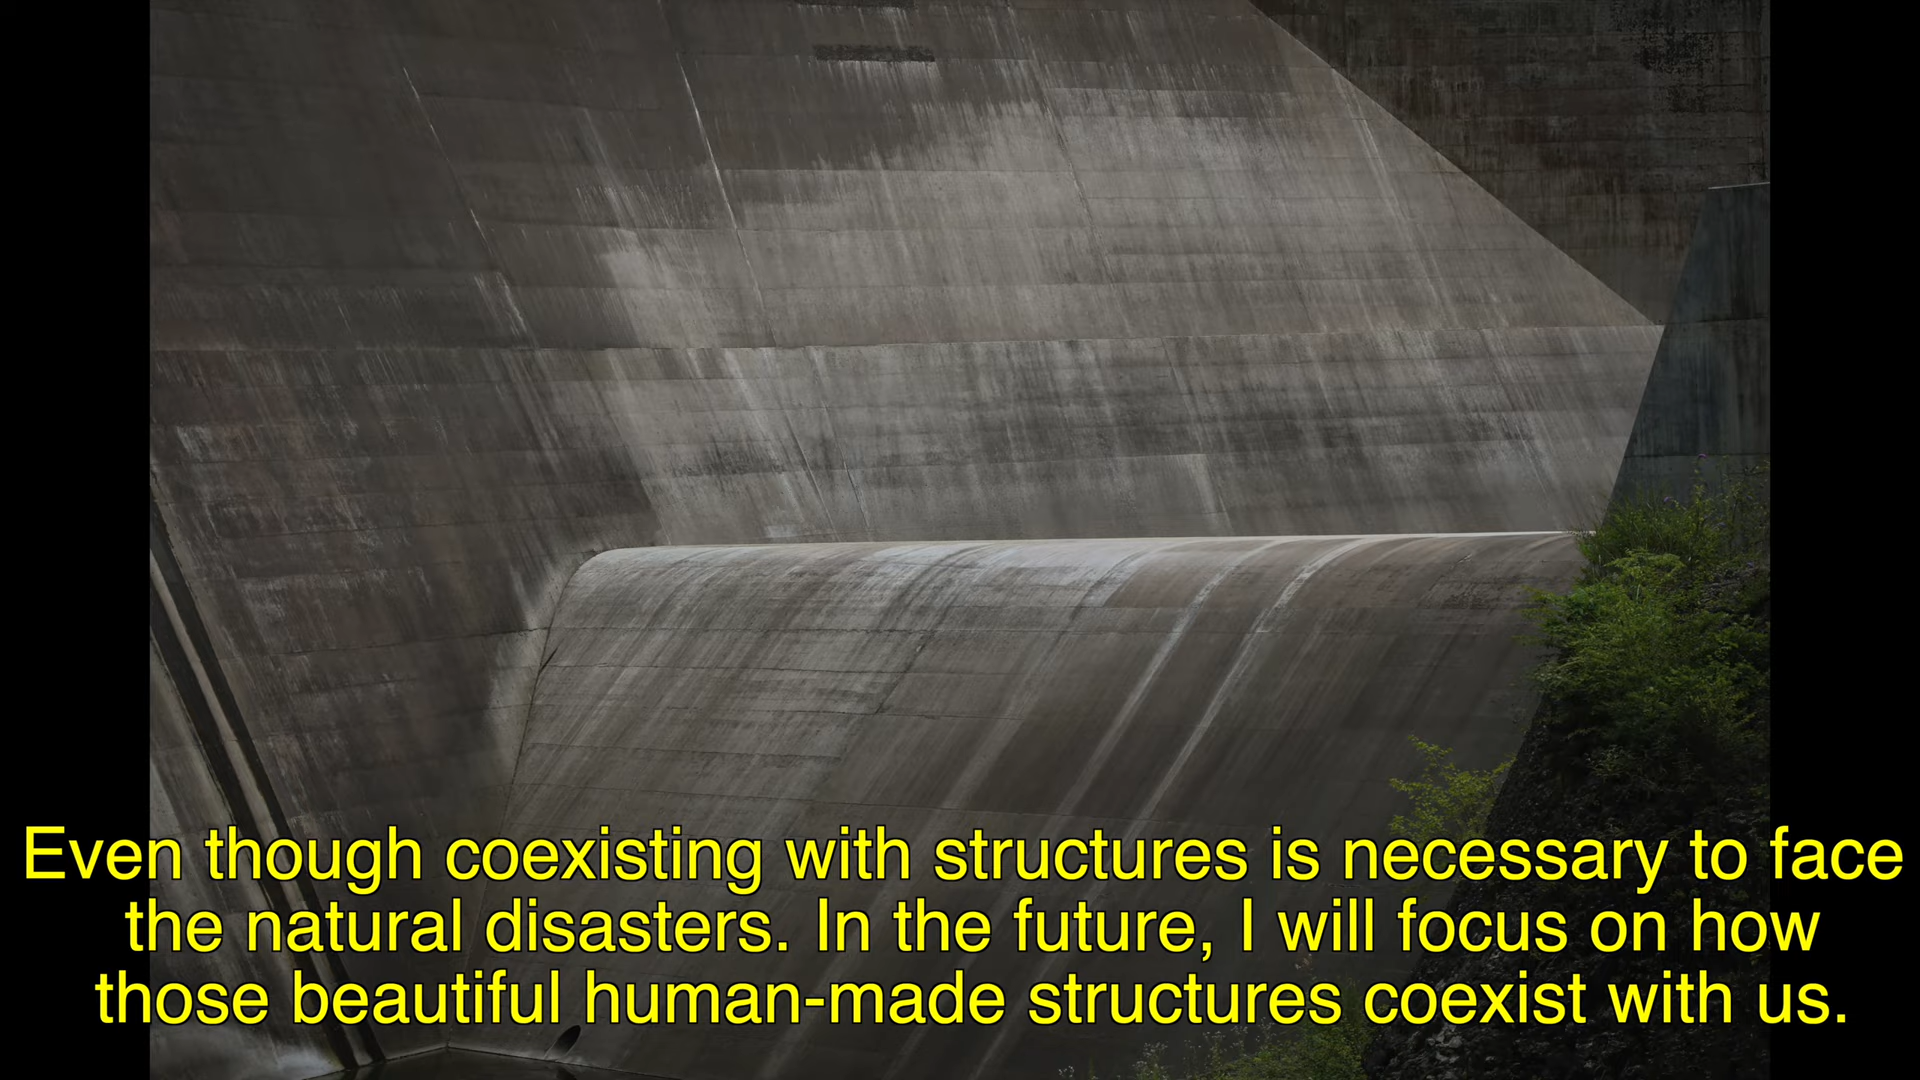 Even though coexisting with structures is necessary to face
the natural disasters. In the future, I will focus on how
those beautiful human-made structures coexist with us.